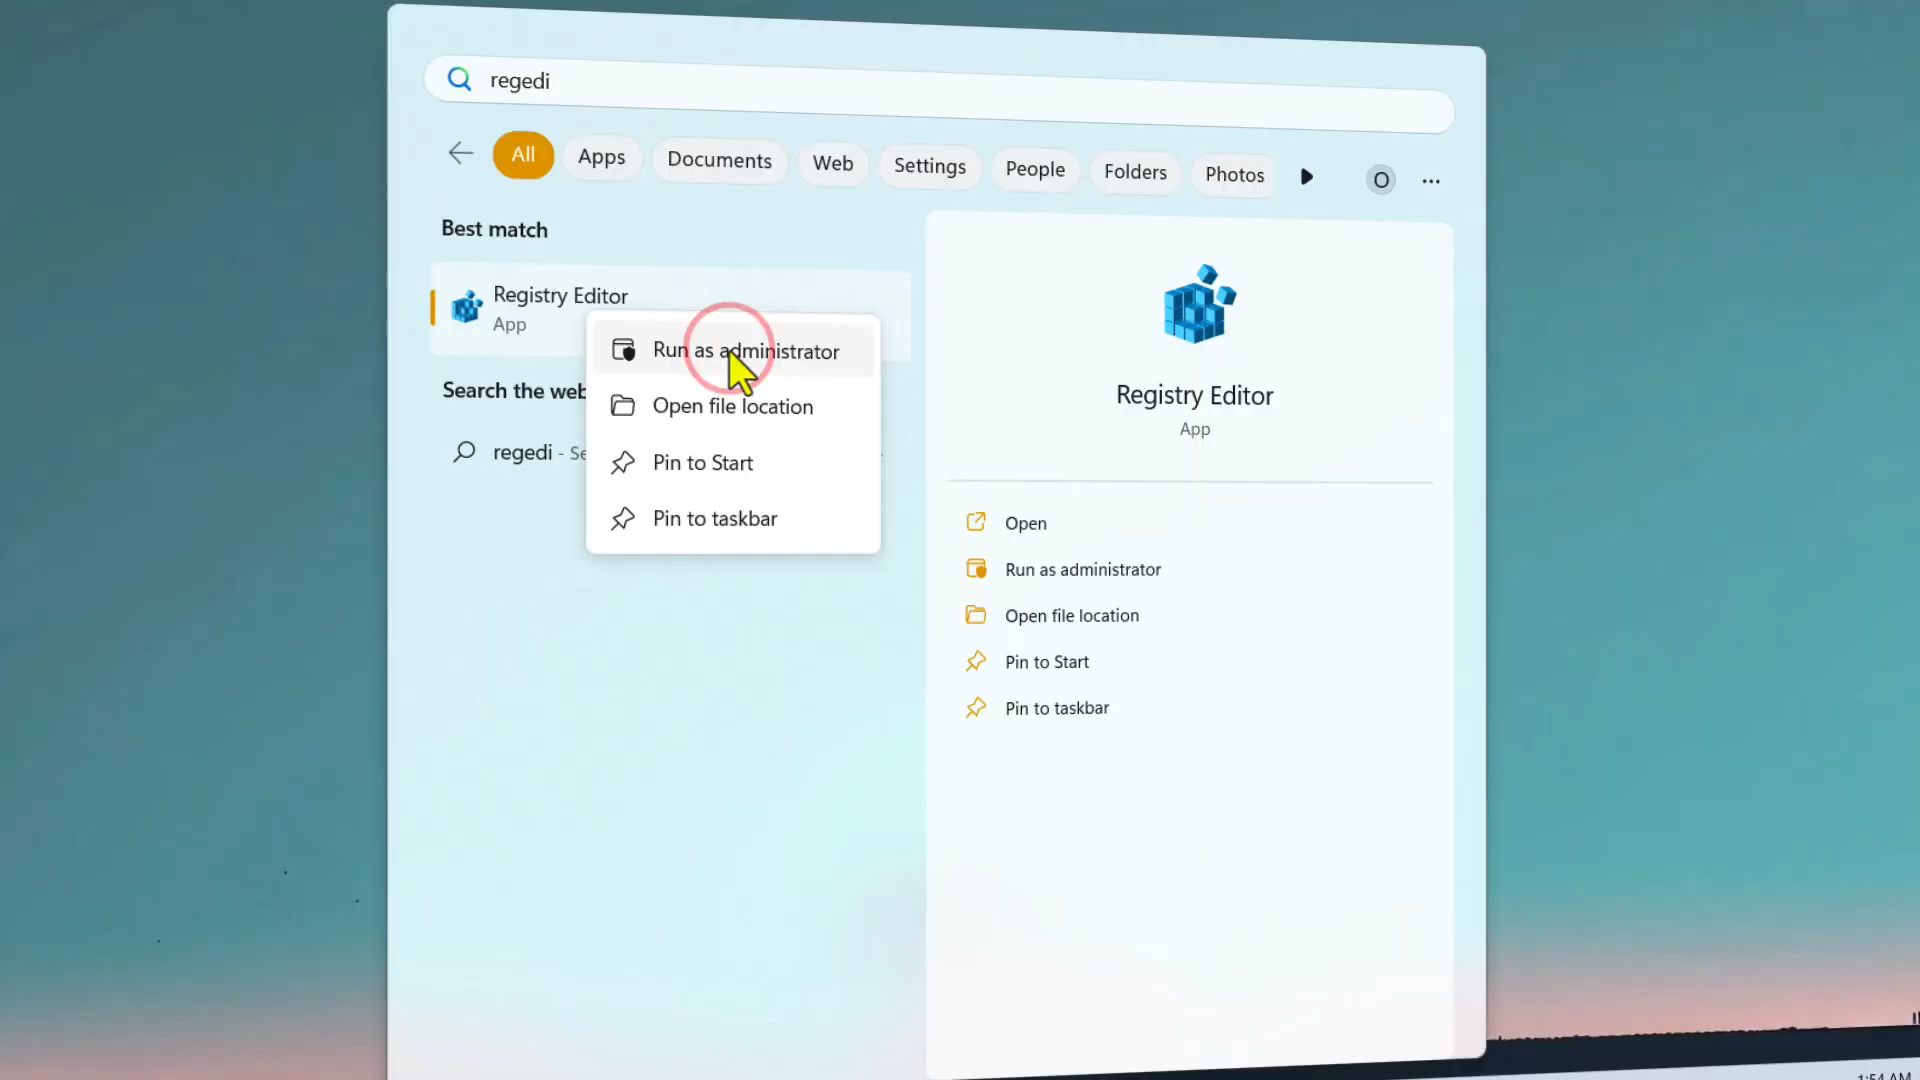 regedi
All
Apps
Documents
Web
Settings
People
Folders
Photos
O
Best match
Registry Editor
App
Run as administrator
Open file location
Pin to Start
Pin to taskbar
Search the web
regedi - Se
Registry Editor
App
Open
Run as administrator
Open file location
Pin to Start
Pin to taskbar
1:54 AM